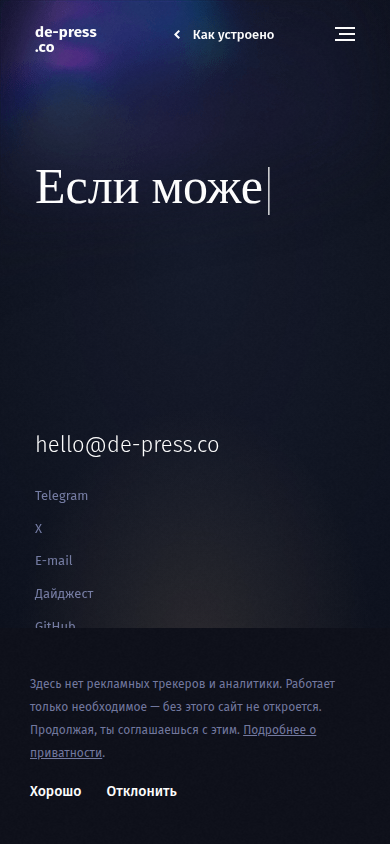 de-press
.co
Как устроено
Если може
hello@de-press.co
Telegram
X
E-mail
Дайджест
GitHub
Здесь нет рекламных трекеров и аналитики. Работает
только необходимое — без этого сайт не откроется.
Продолжая, ты соглашаешься с этим. Подробнее о
приватности.
Хорошо Отклонить